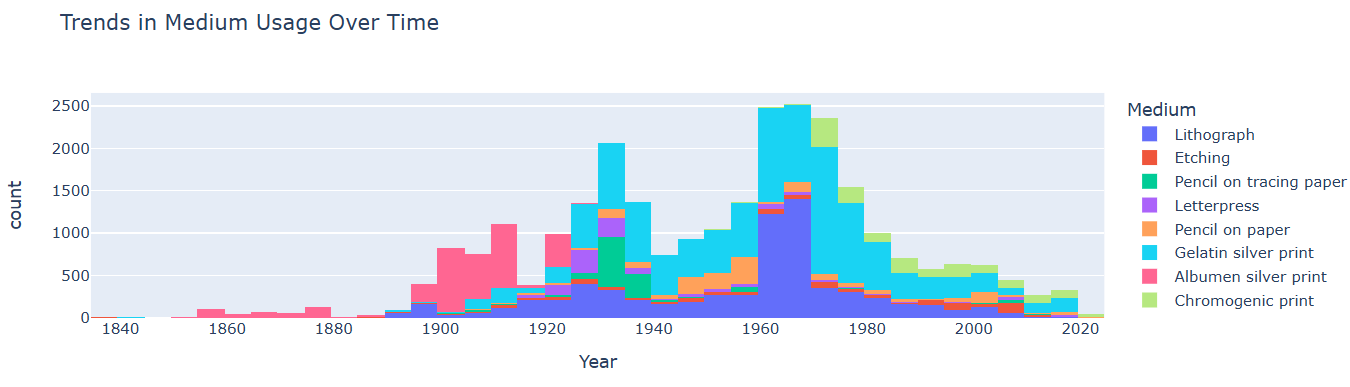 Trends in Medium Usage Over Time
2500
2000
1500
1000
500
0
count
1840
1860
1880
1900
1920
1940
1960
1980
2000
2020
Year
Medium
Lithograph
Etching
Pencil on tracing paper
Letterpress
Pencil on paper
Gelatin silver print
Albumen silver print
Chromogenic print